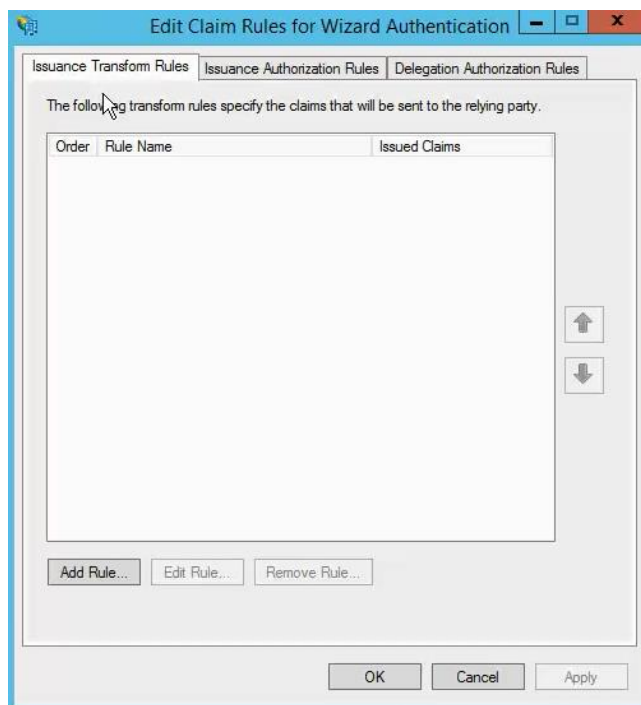 Edit Claim Rules for Wizard Authentication
Issuance Transform Rules Issuance Authorization Rules Delegation Authorization Rules
The following transform rules specify the claims that will be sent to the relying party.
Order Rule Name Issued Claims
Add Rule... Edit Rule... Remove Rule...
OK Cancel Apply